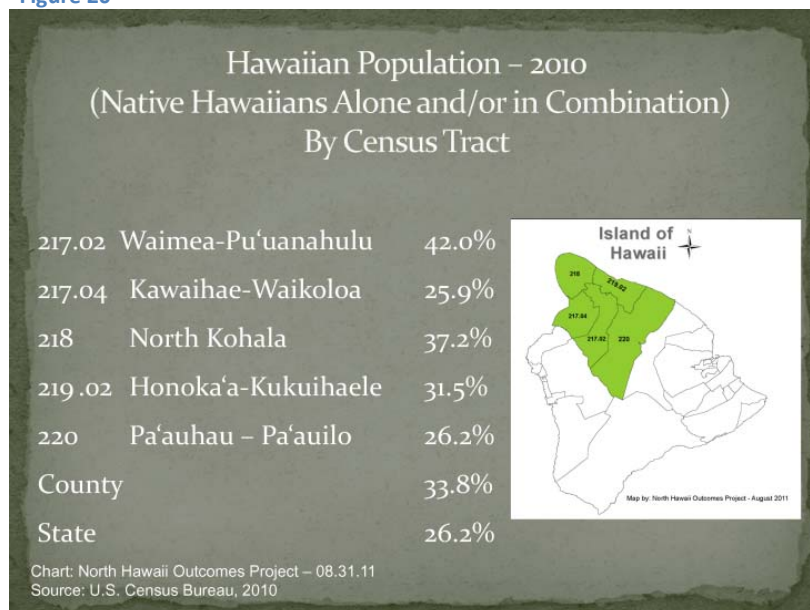 Hawaiian Population – 2010
(Native Hawaiians Alone and/or in Combination)
By Census Tract
217.02 Waimea-Pu‘uanahulu 42.0%
217.04 Kawaihae-Waikoloa 25.9%
218 North Kohala 37.2%
219.02 Honoka‘a-Kukuihaele 31.5%
220 Pa‘auhau – Pa‘auilo 26.2%
County 33.8%
State 26.2%
Island of
Hawaii
N
218
219.02
217.04
217.02
220
Map by: North Hawaii Outcomes Project - August 2011
Chart: North Hawaii Outcomes Project – 08.31.11
Source: U.S. Census Bureau, 2010